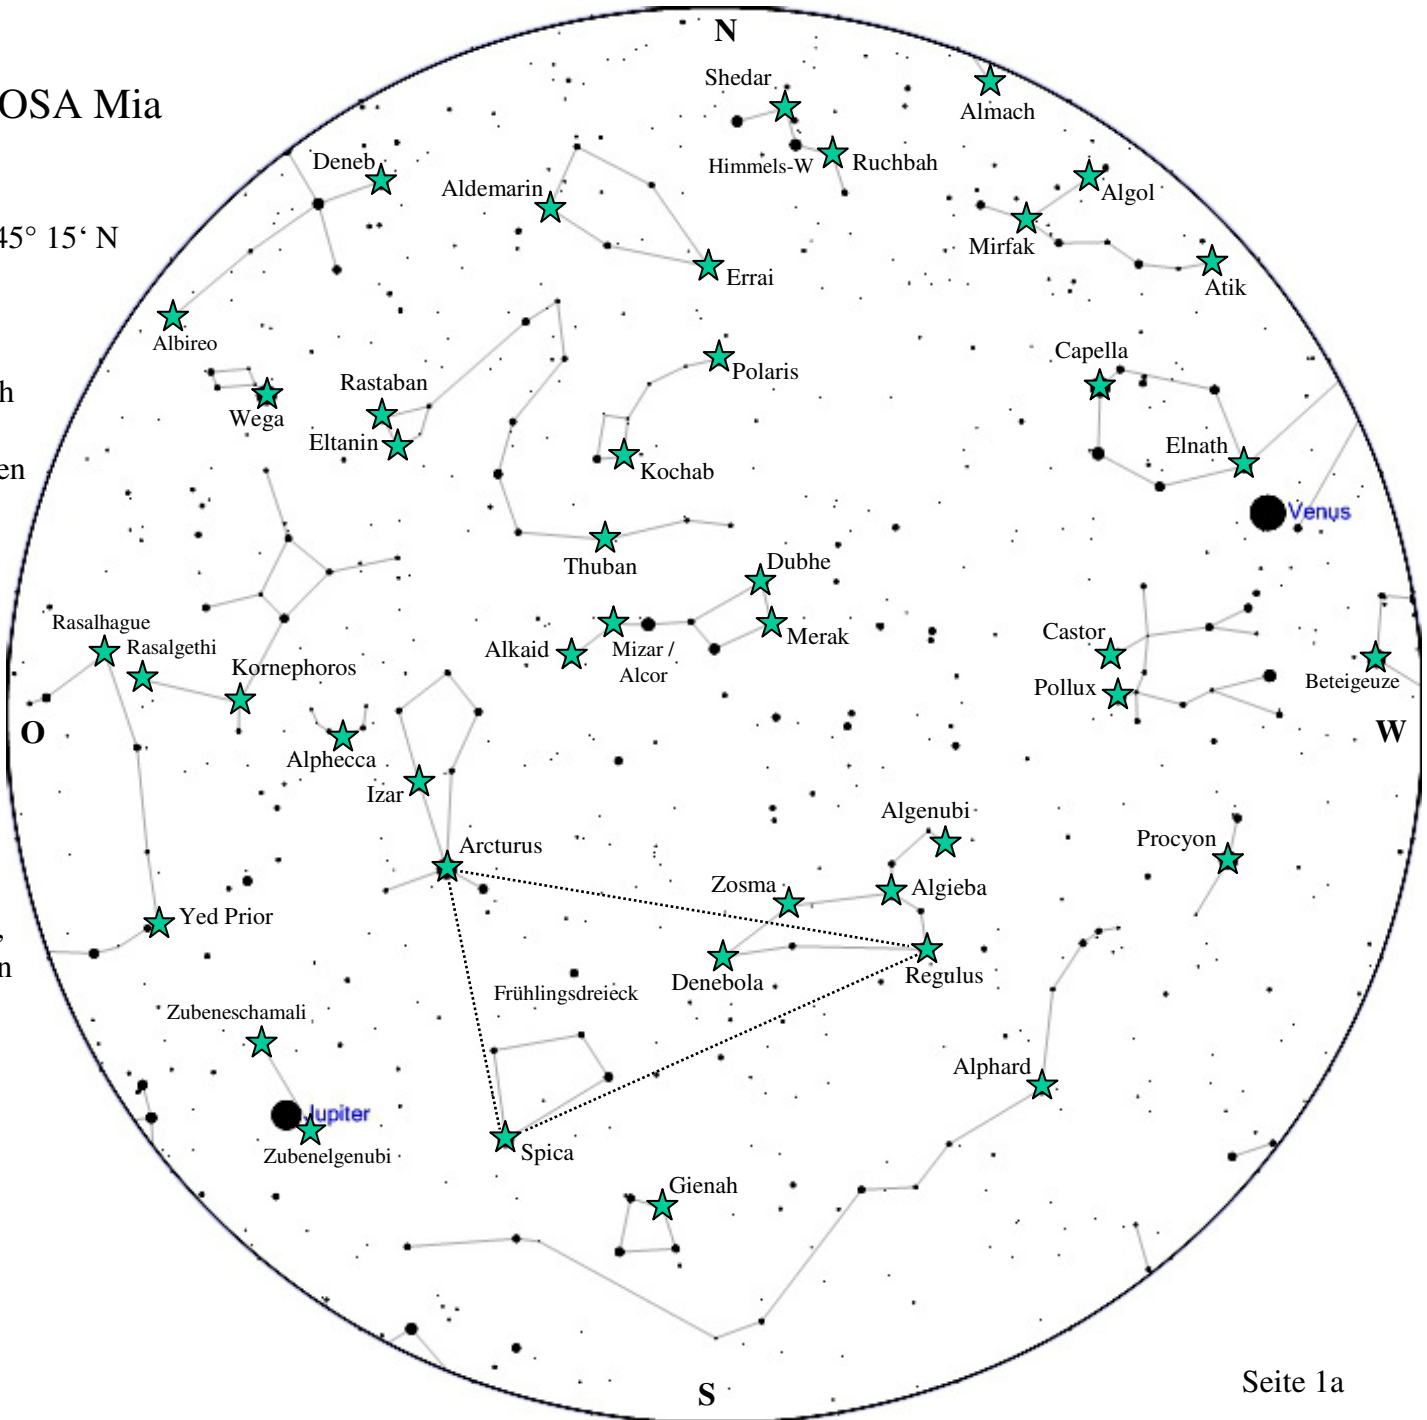 N
Shedar
Almach
OSA Mia
Deneb
Himmels-W
Ruchbah
Aldemarin
Algol
45° 15‘ N
Mirfak
Errai
Atik
Albireo
Capella
Polaris
Rastaban
h
Wega
Eltanin
Elnath
en
Kochab
Venus
Thuban
Dubhe
Rasalhague
Rasalgethi
Alkaid
Mizar /
Alcor
Merak
Castor
Kornephoros
Pollux
Beteigeuze
O
W
Alphecca
Izar
Algenubi
Procyon
Arcturus
Zosma
Algieba
Yed Prior
,
n
Denebola
Regulus
Frühlingsdreieck
Zubeneschamali
Alphard
Jupiter
Zubenelgenubi
Spica
Gienah
S
Seite 1a